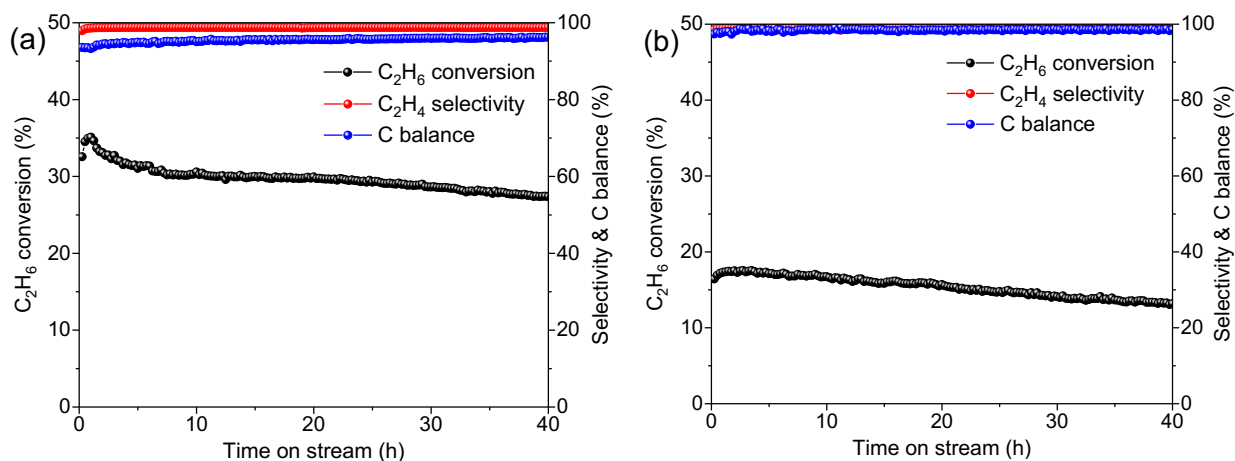 (a)
C₂H₆ conversion
C₂H₄ selectivity
C balance
C₂H₆ conversion (%)
50
40
30
20
10
0
Selectivity & C balance (%)
100
80
60
40
20
0
0 10 20 30 40
Time on stream (h)
(b)
C₂H₆ conversion
C₂H₄ selectivity
C balance
C₂H₆ conversion (%)
50
40
30
20
10
0
Selectivity & C balance (%)
100
80
60
40
20
0
0 10 20 30 40
Time on stream (h)